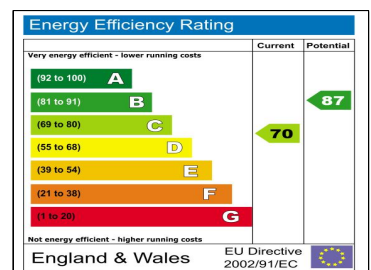 Energy Efficiency Rating
Current Potential
Very energy efficient - lower running costs
(92 to 100) A
(81 to 91) B
87
(69 to 80) C
70
(55 to 68) D
(39 to 54) E
(21 to 38) F
(1 to 20) G
Not energy efficient - higher running costs
England & Wales
EU Directive
2002/91/EC